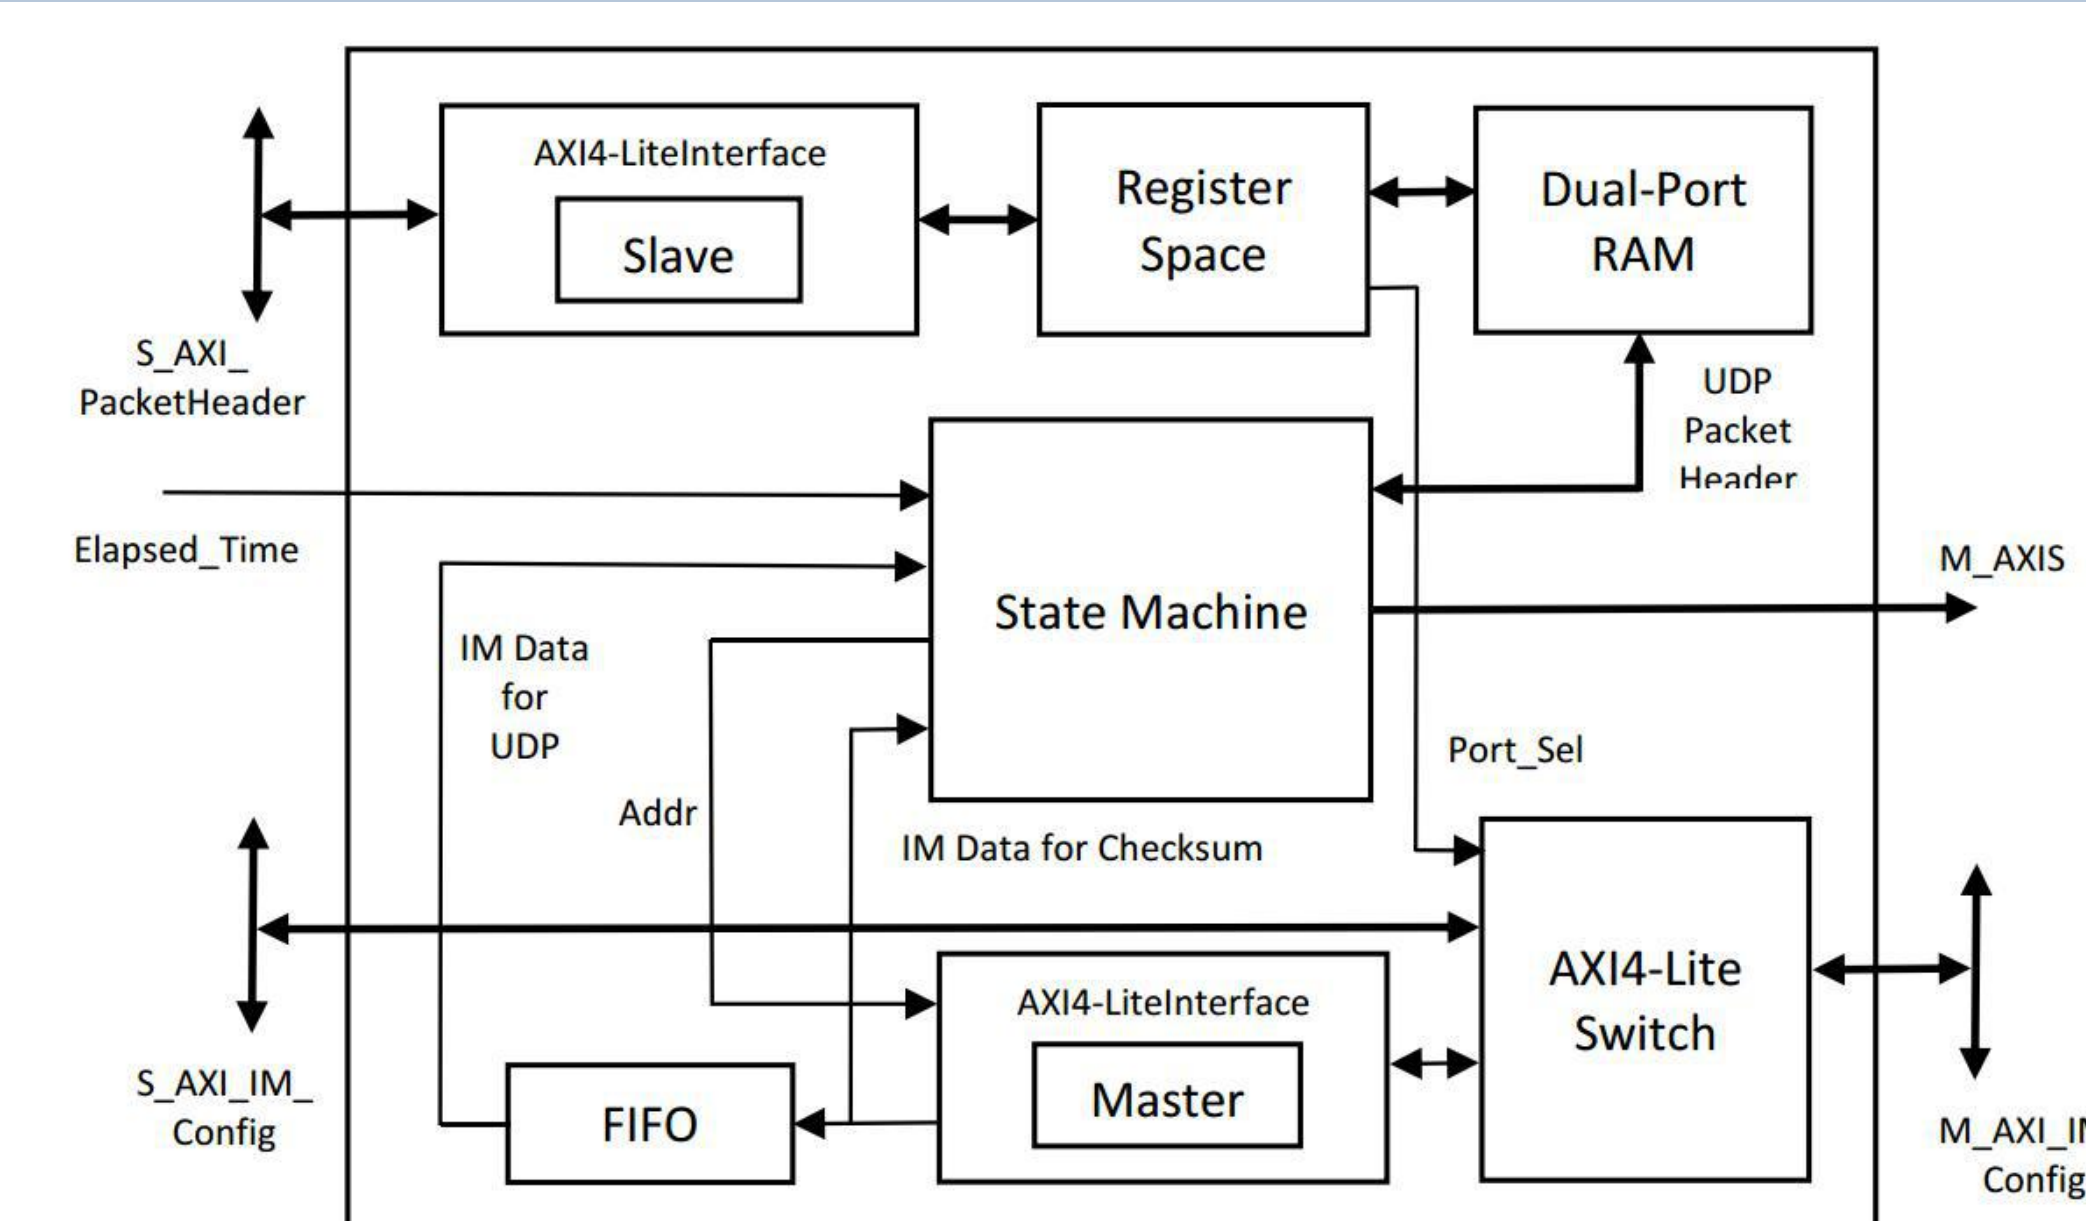 AXI4-LiteInterface
Slave
Register
Space
Dual-Port
RAM
S_AXI_
PacketHeader
UDP
Packet
Header
Elapsed_Time
State Machine
M_AXIS
IM Data
for
UDP
Addr
Port_Sel
IM Data for Checksum
AXI4-Lite
Switch
AXI4-LiteInterface
Master
FIFO
S_AXI_IM_
Config
Config